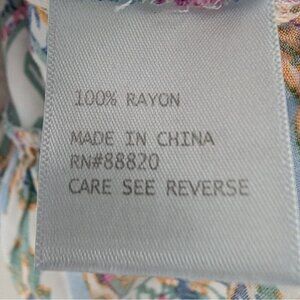 100% RAYON
MADE IN CHINA
RN#88820
CARE SEE REVERSE